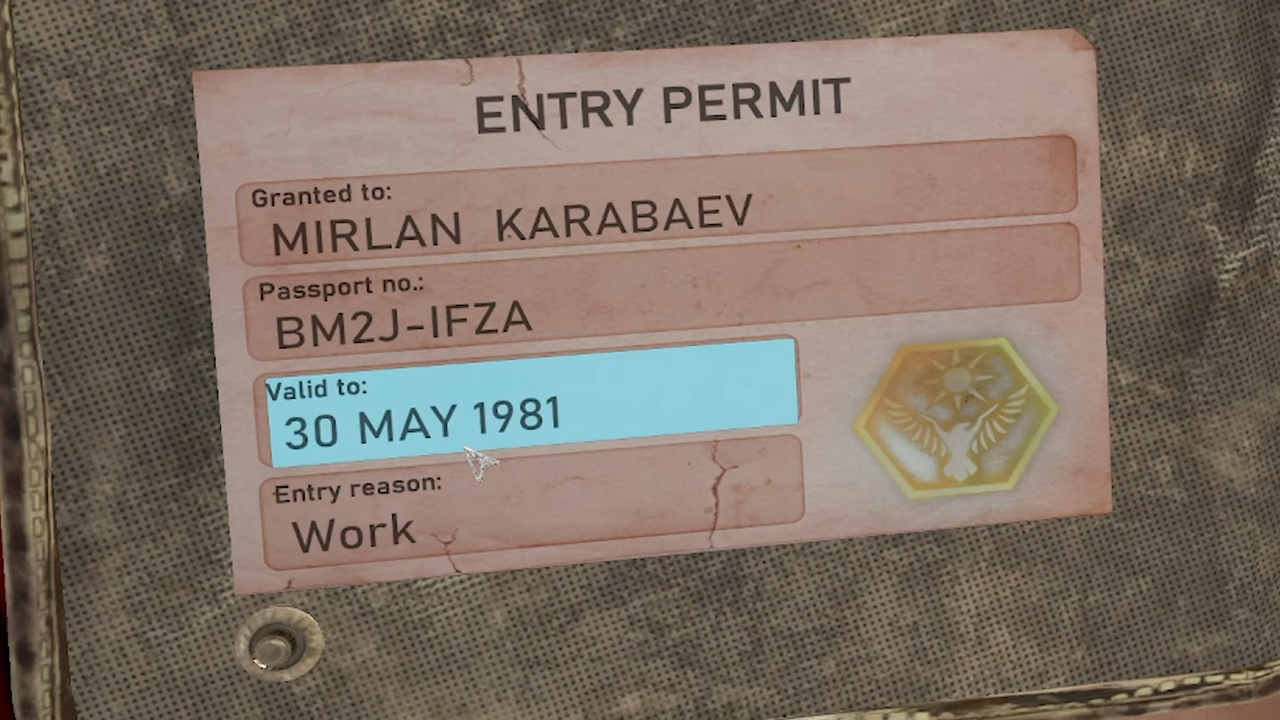 ENTRY PERMIT
Granted to:
MIRLAN KARABAEV
Passport no.:
BM2J-IFZA
Valid to:
30 MAY 1981
Entry reason:
Work